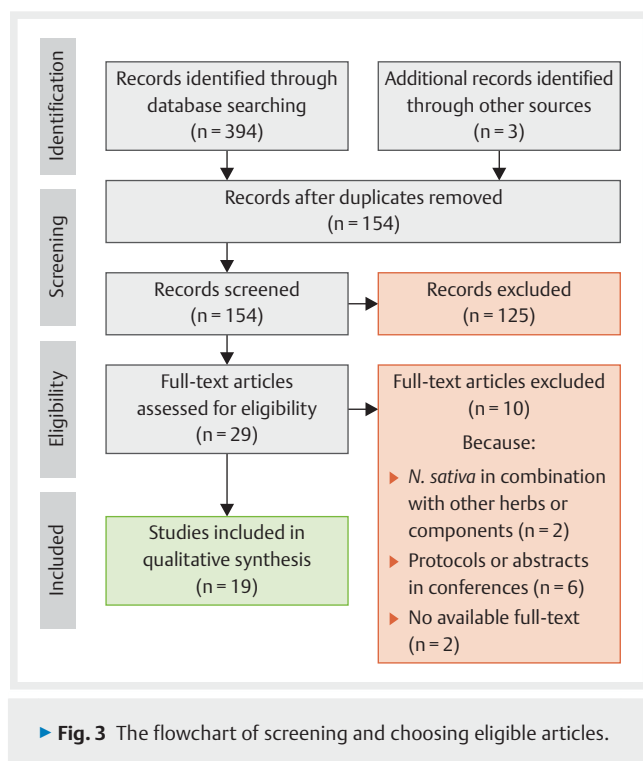 Identification
Records identified through
database searching
(n = 394)
Additional records identified
through other sources
(n = 3)
Screening
Records after duplicates removed
(n = 154)
Records screened
(n = 154)
Records excluded
(n = 125)
Eligibility
Full-text articles
assessed for eligibility
(n = 29)
Full-text articles excluded
(n = 10)
Because:
▶ N. sativa in combination
with other herbs or
components (n = 2)
▶ Protocols or abstracts
in conferences (n = 6)
▶ No available full-text
(n = 2)
Included
Studies included in
qualitative synthesis
(n = 19)
▶ Fig. 3 The flowchart of screening and choosing eligible articles.